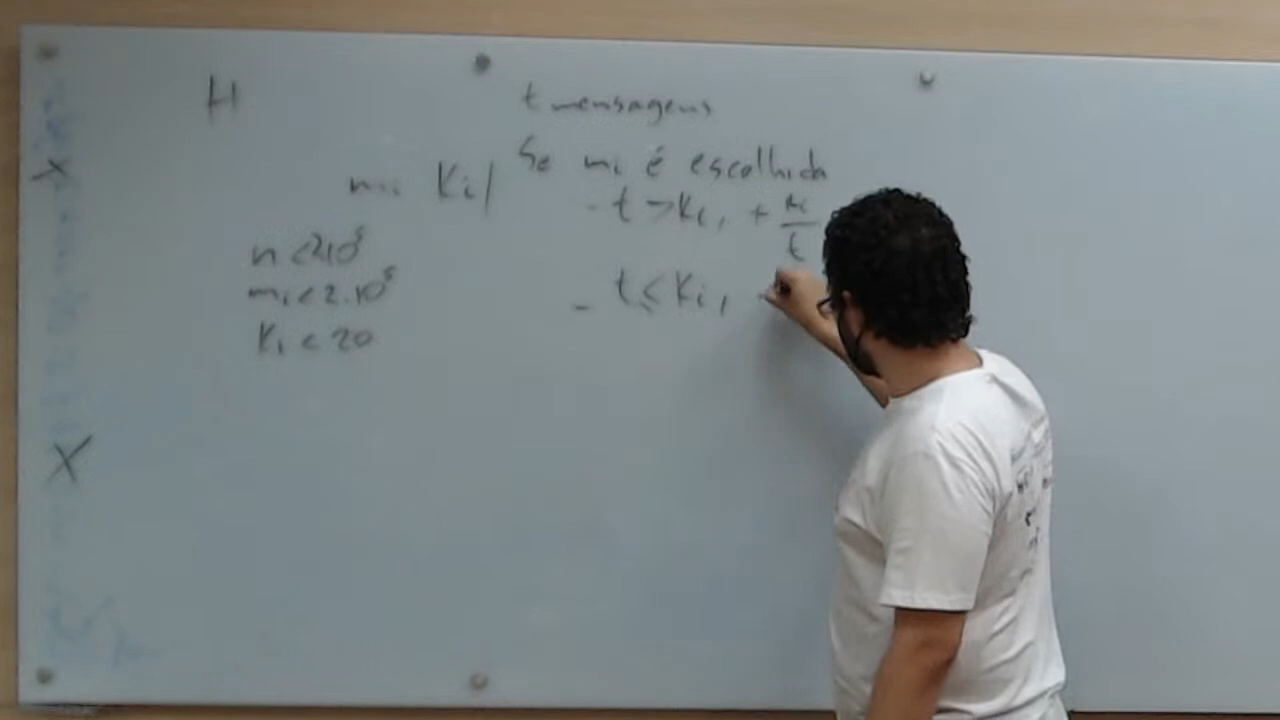 H
t mensagens
Se mi é escolhida
mi Ki |
- t > Ki, + Ki/t
n < 2.10⁵
mi < 2.10⁵
- t ≤ Ki,
Ki < 20
X
X